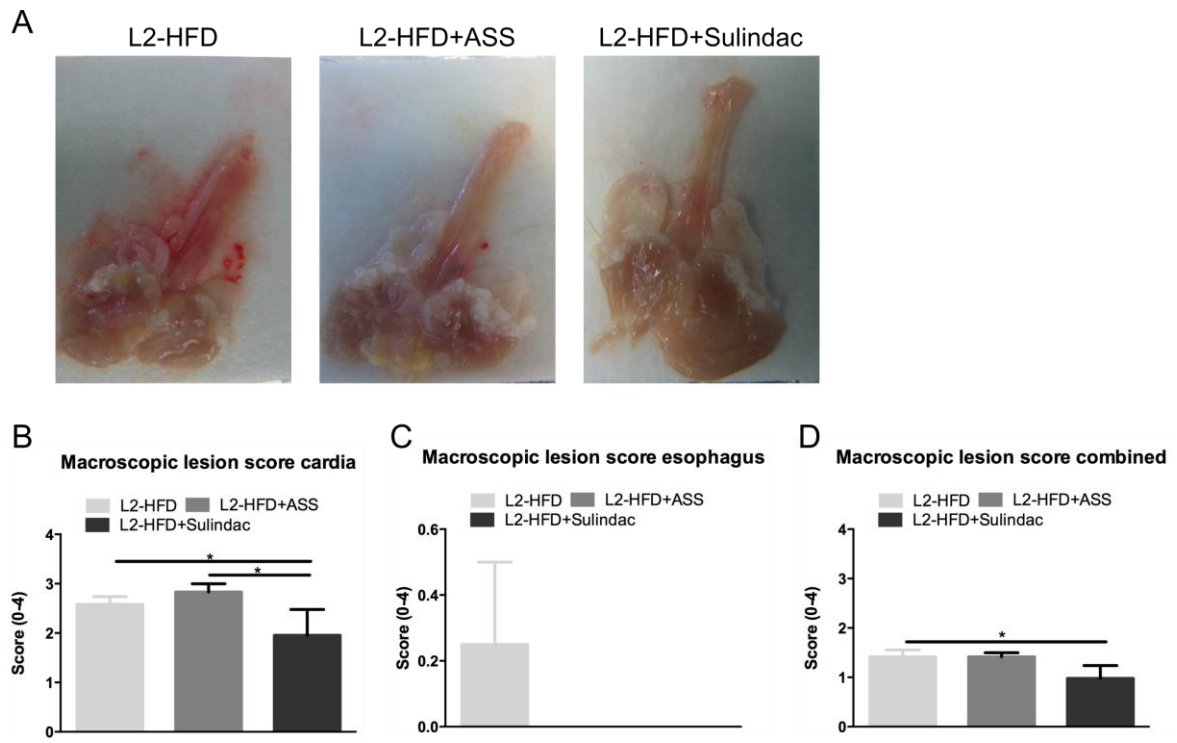 A
L2-HFD
L2-HFD+ASS
L2-HFD+Sulindac
B
Macroscopic lesion score cardia
L2-HFD
L2-HFD+ASS
L2-HFD+Sulindac
Score (0-4)
4
3
2
1
0
*
*
C
Macroscopic lesion score esophagus
L2-HFD
L2-HFD+ASS
L2-HFD+Sulindac
Score (0-4)
0.6
0.4
0.2
0.0
D
Macroscopic lesion score combined
L2-HFD
L2-HFD+ASS
L2-HFD+Sulindac
Score (0-4)
4
3
2
1
0
*